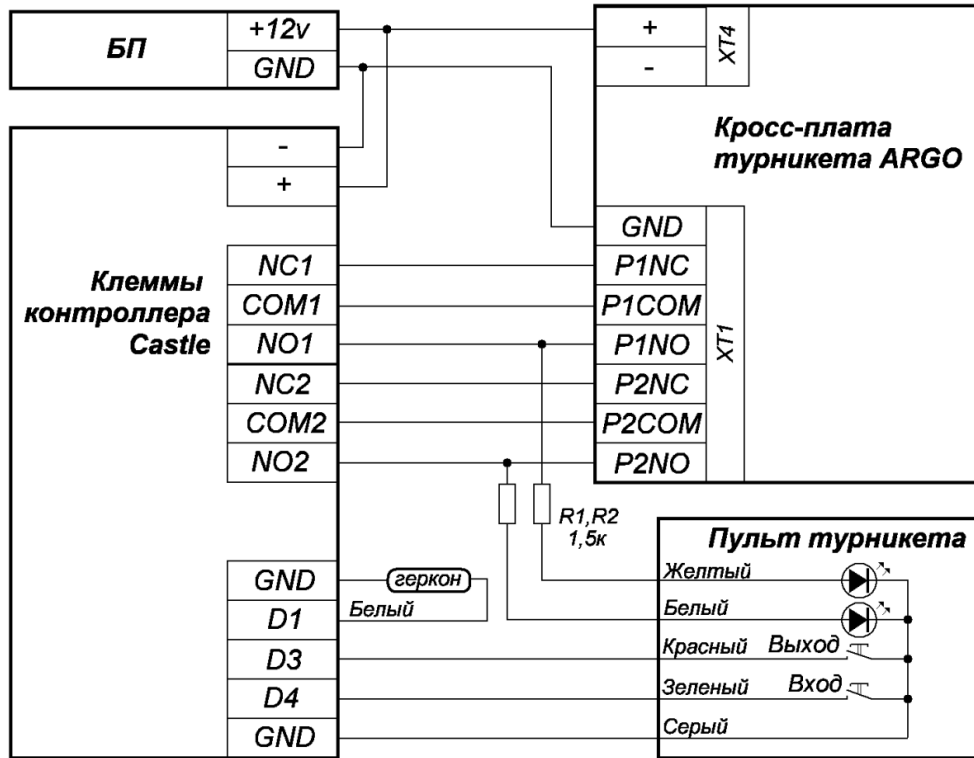 БП
+12v
GND
-
+
Клеммы
контроллера
Castle
NC1
COM1
NO1
NC2
COM2
NO2
GND
D1
D3
D4
GND
геркон
Белый
+
-
XT4
Кросс-плата
турникета ARGO
GND
P1NC
P1COM
P1NO
P2NC
P2COM
P2NO
XT1
R1,R2
1,5к
Пульт турникета
Желтый
Белый
Красный Выход
Зеленый Вход
Серый